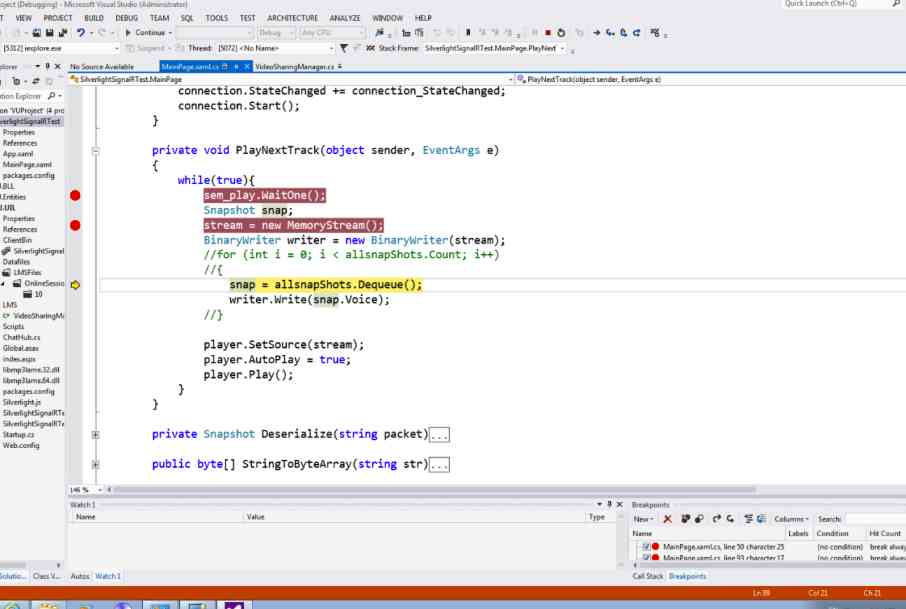 oject (Debugging) - Microsoft Visual Studio (Administrator)
Quick Launch (Ctrl+Q)
T VIEW PROJECT BUILD DEBUG TEAM SQL TOOLS TEST ARCHITECTURE ANALYZE WINDOW HELP
Continue Debug Any CPU
[5312] iexplore.exe Suspend Thread: [5072] <No Name> Stack Frame: SilverlightSignalRTest.MainPage.PlayNext
plorer
No Source Available MainPage.xaml.cs VideoSharingManager.cs
SilverlightSignalRTest.MainPage PlayNextTrack(object sender, EventArgs e)
ution Explorer
on 'VUProject' (4 pro
verlightSignalRTest
Properties
References
App.xaml
MainPage.xaml
packages.config
.BLL
.Entities
.UIL
Properties
References
ClientBin
SilverlightSignal
Datafiles
LMSFiles
OnlineSessio
10
LMS
VideoSharingMa
Scripts
ChatHub.cs
Global.asax
index.aspx
libmp3lame.32.dll
libmp3lame.64.dll
packages.config
Silverlight.js
SilverlightSignalRTe
SilverlightSignalRTe
Startup.cs
Web.config
connection.StateChanged += connection_StateChanged;
connection.Start();
}
private void PlayNextTrack(object sender, EventArgs e)
{
while(true){
sem_play.WaitOne();
Snapshot snap;
stream = new MemoryStream();
BinaryWriter writer = new BinaryWriter(stream);
//for (int i = 0; i < allsnapShots.Count; i++)
//{
snap = allsnapShots.Dequeue();
writer.Write(snap.Voice);
//}
player.SetSource(stream);
player.AutoPlay = true;
player.Play();
}
}
private Snapshot Deserialize(string packet)...
public byte[] StringToByteArray(string str)...
146 %
Watch 1
Name Value Type
Breakpoints
New Columns Search:
Name Labels Condition Hit Count
MainPage.xaml.cs, line 90 character 25 (no condition) break alway
MainPage.xaml.cs, line 93 character 17 (no condition) break alway
Solutio... Class V... Autos Watch 1
Call Stack Breakpoints
Ln 89 Col 21 Ch 21